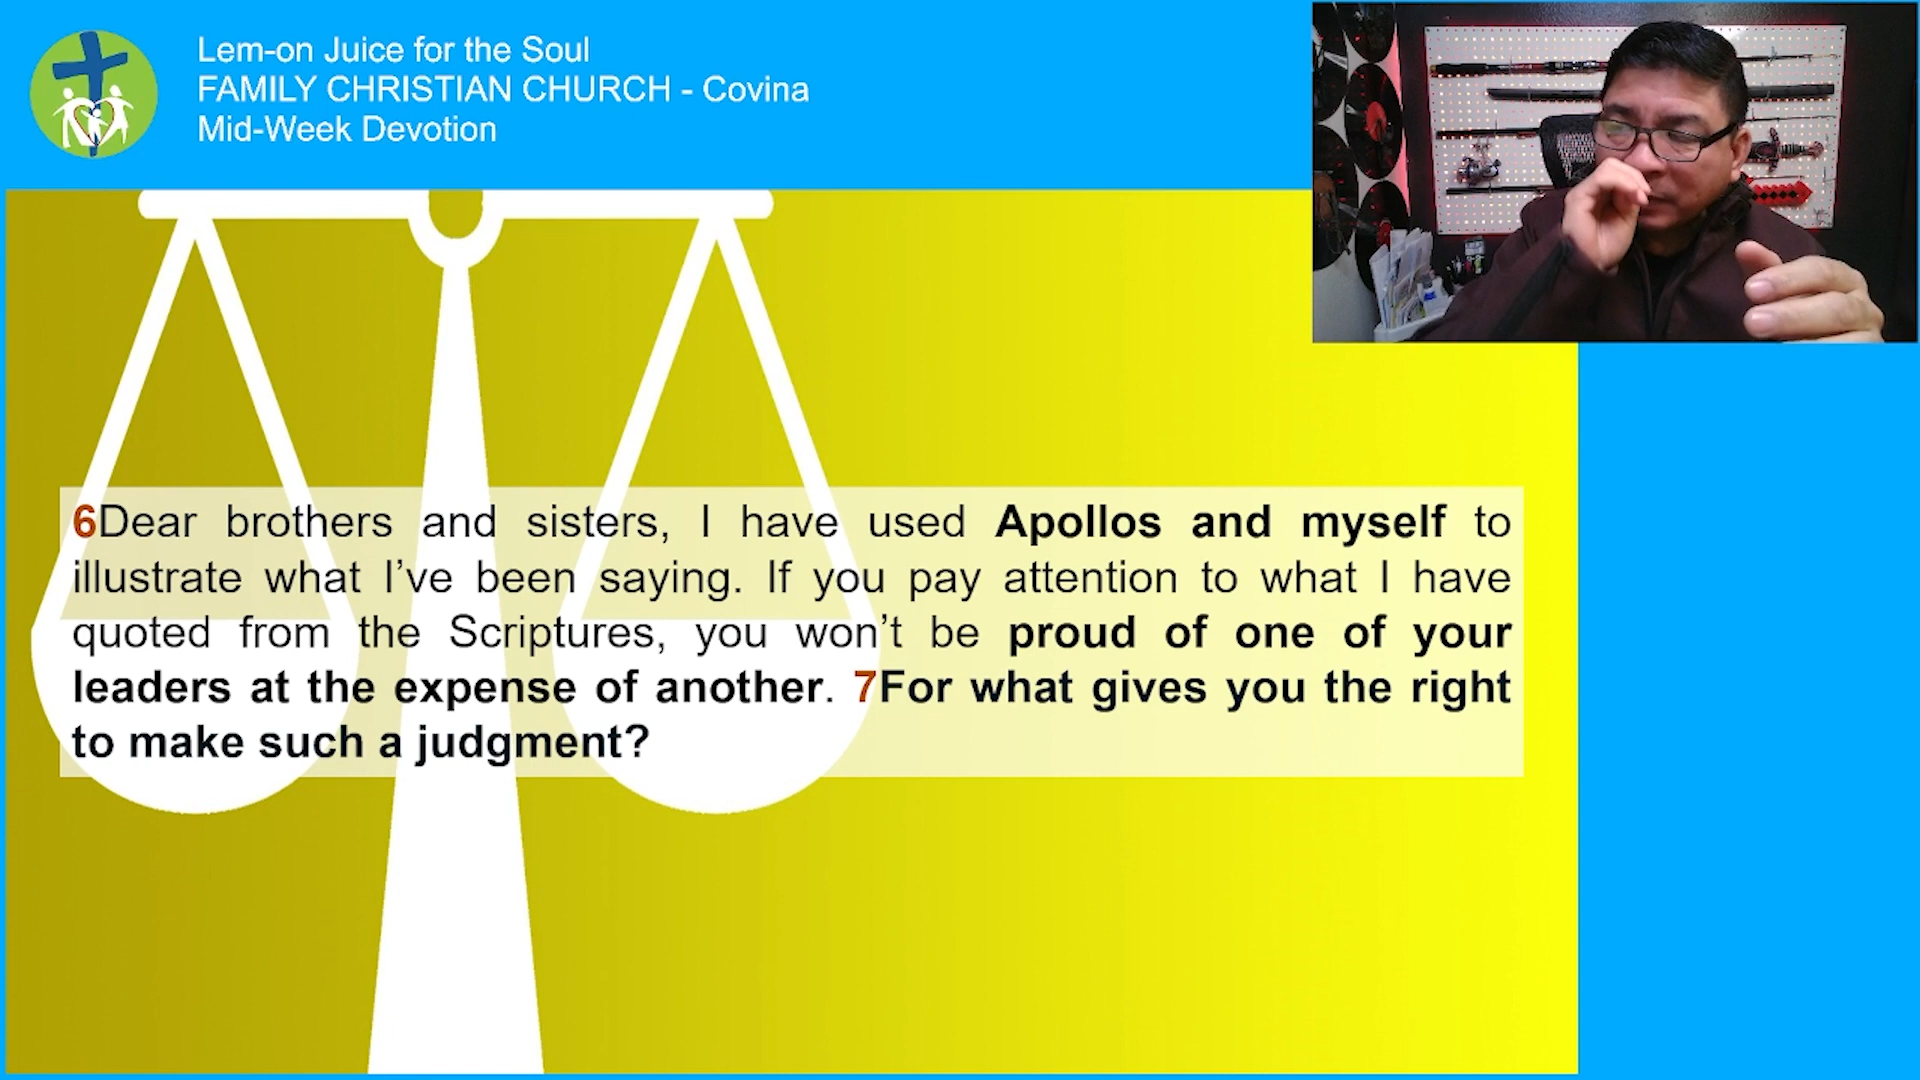 Lem-on Juice for the Soul
FAMILY CHRISTIAN CHURCH - Covina
Mid-Week Devotion
6Dear brothers and sisters, I have used Apollos and myself to
illustrate what I’ve been saying. If you pay attention to what I have
quoted from the Scriptures, you won’t be proud of one of your
leaders at the expense of another. 7For what gives you the right
to make such a judgment?